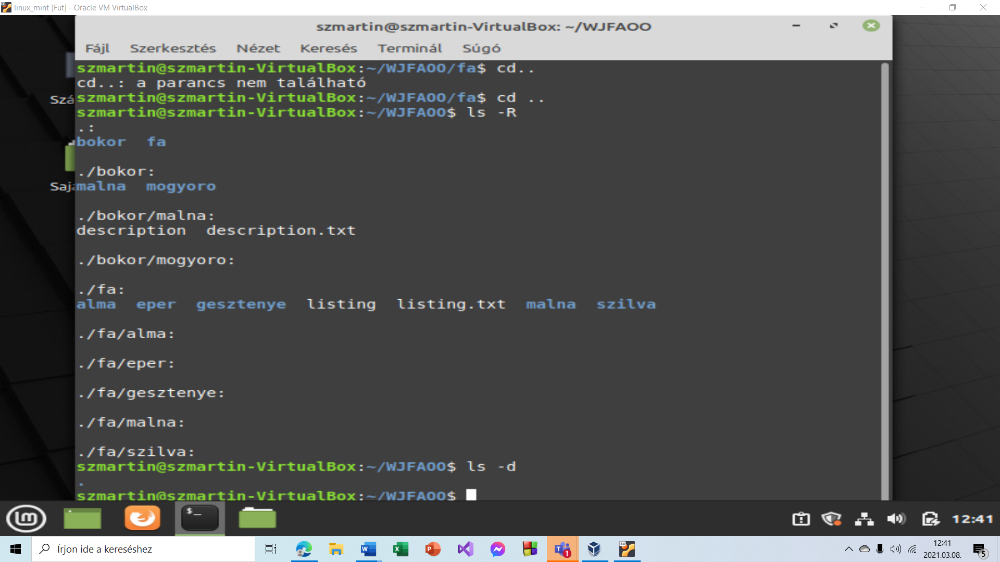 linux_mint [Fut] - Oracle VM VirtualBox
szmartin@szmartin-VirtualBox: ~/WJFAOO
Fájl Szerkesztés Nézet Keresés Terminál Súgó
szmartin@szmartin-VirtualBox:~/WJFAOO/fa$ cd..
cd..: a parancs nem található
szmartin@szmartin-VirtualBox:~/WJFAOO/fa$ cd ..
szmartin@szmartin-VirtualBox:~/WJFAOO$ ls -R
.:
bokor fa
./bokor:
malna mogyoro
./bokor/malna:
description description.txt
./bokor/mogyoro:
./fa:
alma eper gesztenye listing listing.txt malna szilva
./fa/alma:
./fa/eper:
./fa/gesztenye:
./fa/malna:
./fa/szilva:
szmartin@szmartin-VirtualBox:~/WJFAOO$ ls -d
.
szmartin@szmartin-VirtualBox:~/WJFAOO$
Szá
Saja
12:41
Írjon ide a kereséshez
1
12:41
2021.03.08.
5